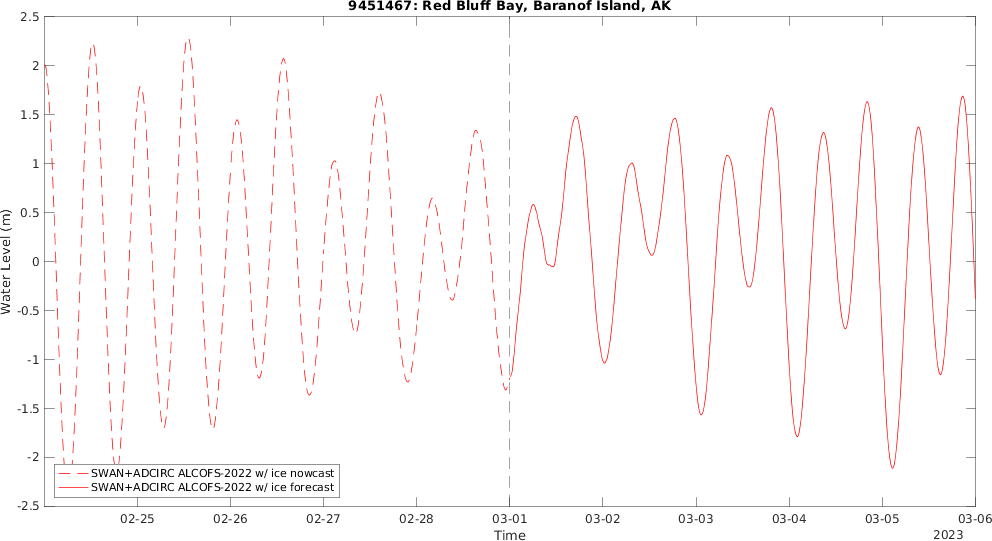 9451467: Red Bluff Bay, Baranof Island, AK
2.5
2
1.5
1
0.5
0
-0.5
-1
-1.5
-2
-2.5
Water Level (m)
SWAN+ADCIRC ALCOFS-2022 w/ ice nowcast
SWAN+ADCIRC ALCOFS-2022 w/ ice forecast
02-25 02-26 02-27 02-28 03-01 03-02 03-03 03-04 03-05 03-06
Time
2023